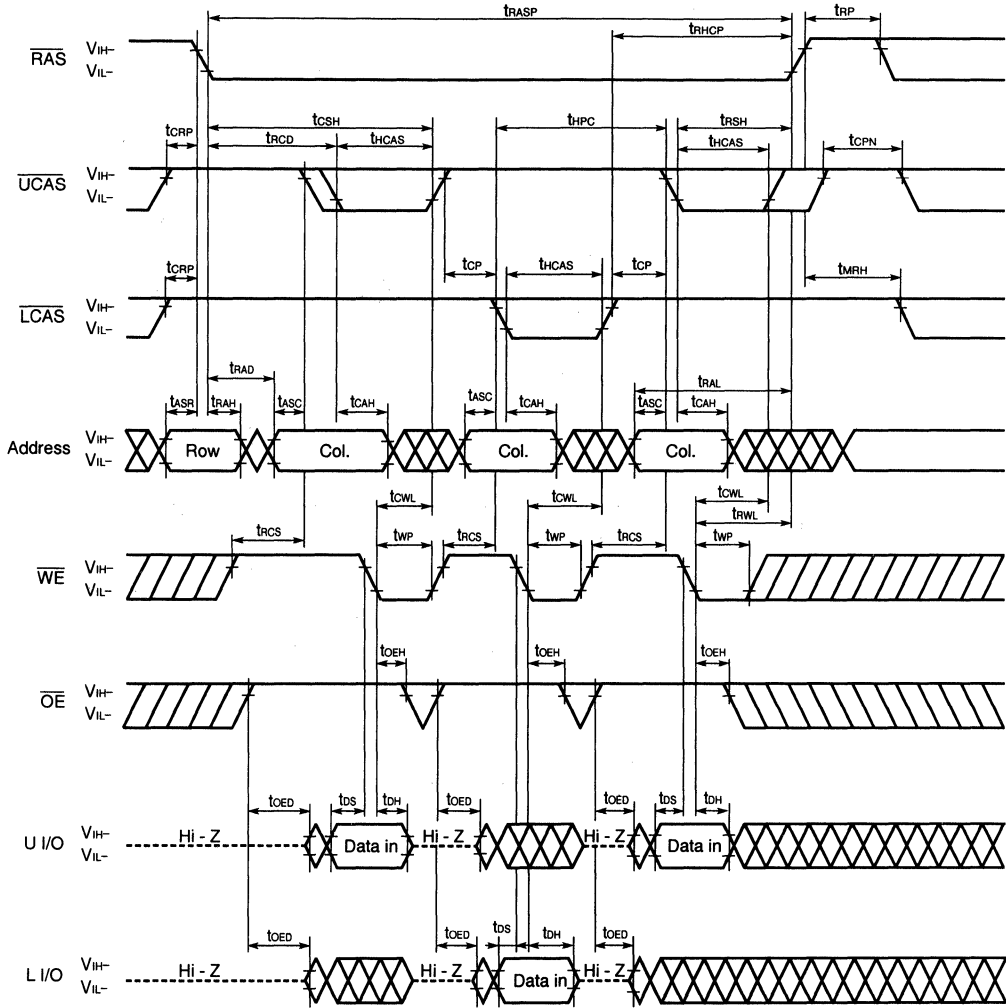 tRASP tRP
tRHCP
RAS VIH–
VIL–
tCSH tHPC tRSH
tCRP tRCD tHCAS tHCAS tCPN
UCAS VIH–
VIL–
tCRP tCP tHCAS tCP tMRH
LCAS VIH–
VIL–
tRAD tRAL
tASR tRAH tASC tCAH tASC tCAH tASC tCAH
Address VIH–
VIL–
Row Col. Col. Col.
tCWL tCWL tCWL
tRWL
tRCS tWP tRCS tWP tRCS tWP
WE VIH–
VIL–
tOEH tOEH tOEH
OE VIH–
VIL–
tOED tDS tDH tOED tOED tDS tDH
U I/O VIH–
VIL–
Hi - Z Data in Hi - Z Hi - Z Data in
tOED tOED tDS tDH tOED
L I/O VIH–
VIL–
Hi - Z Hi - Z Data in Hi - Z